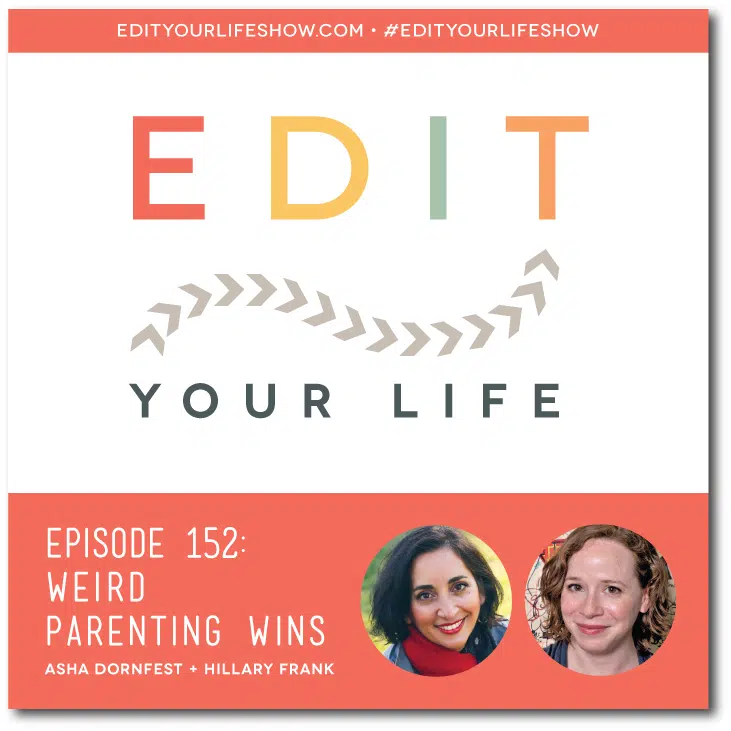 EDITYOURLIFESHOW.COM • #EDITYOURLIFESHOW
EDIT
YOUR LIFE
EPISODE 152:
WEIRD
PARENTING WINS
ASHA DORNFEST + HILLARY FRANK